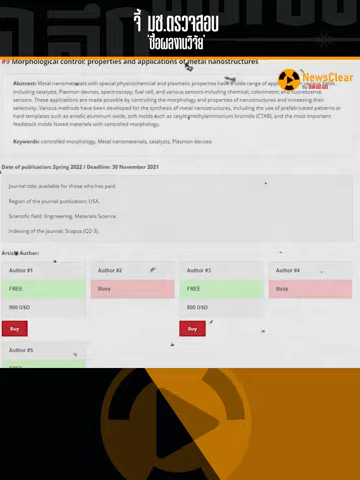 จี้ มช.ตรวจสอบ
'ซื้อผลงานวิจัย'
#9 Morphological control: properties and applications of metal nanostructures
NewsClear
Abstract: Metal nanomaterials with special physicochemical and plasmatic properties have a wide range of applications in various fields
including catalysts, Plasmon devices, spectroscopy, fuel cell, and various sensors including chemical, colorimetric and fluorescence
sensors. These applications are made possible by controlling the morphology and properties of nanostructures and increasing their
selectivity. Various methods have been developed for the synthesis of metal nanostructures, including the use of prefabricated patterns or
hard templates such as anodic aluminum oxide, soft molds such as cetyltrimethylammonium bromide (CTAB), and the most important
feedstock molds Noted materials with controlled morphology.
Keywords: controlled morphology, Metal nanomaterials, catalysts, Plasmon devices
Date of publication: Spring 2022 / Deadline: 30 November 2021
Journal title: available for those who has paid.
Region of the journal publication: USA,
Scientific field: Engineering, Materials Science,
Indexing of the journal: Scopus (Q2-3).
Article Author:
Author #1 Author #2 Author #3 Author #4
FREE Busy FREE Busy
900 USD 800 USD
Buy Buy
Author #5
FREE